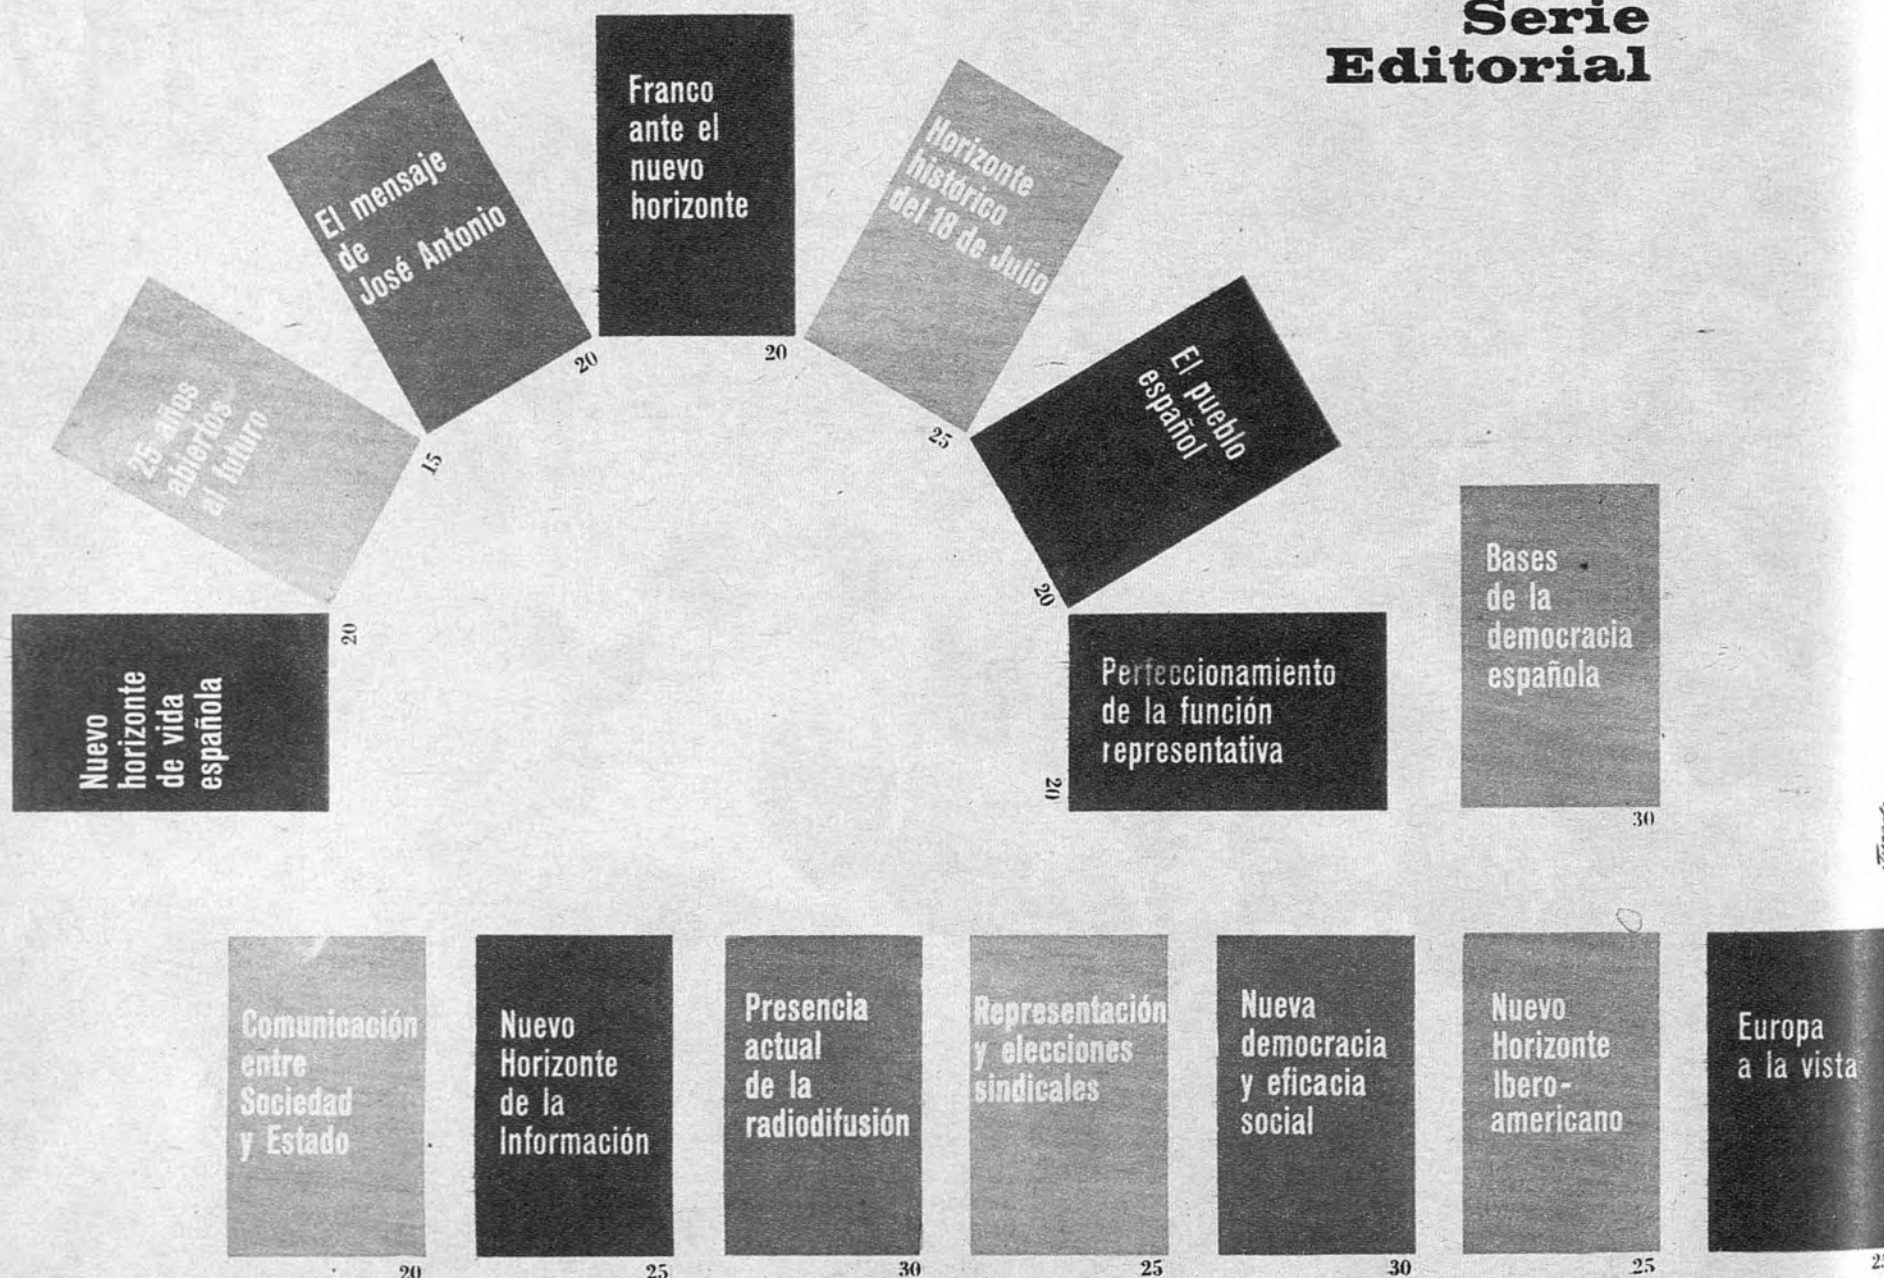 Serie
Editorial
Nuevo
horizonte
de vida
española
20
25 años
abiertos
al futuro
15
El mensaje
de
José Antonio
20
Franco
ante el
nuevo
horizonte
20
Horizonte
histórico
del 18 de Julio
25
El pueblo
español
20
Perfeccionamiento
de la función
representativa
20
Bases
de la
democracia
española
30
Comunicación
entre
Sociedad
y Estado
20
Nuevo
Horizonte
de la
Información
25
Presencia
actual
de la
radiodifusión
30
Representación
y elecciones
sindicales
25
Nueva
democracia
y eficacia
social
30
Nuevo
Horizonte
Ibero-
americano
25
Europa
a la vista